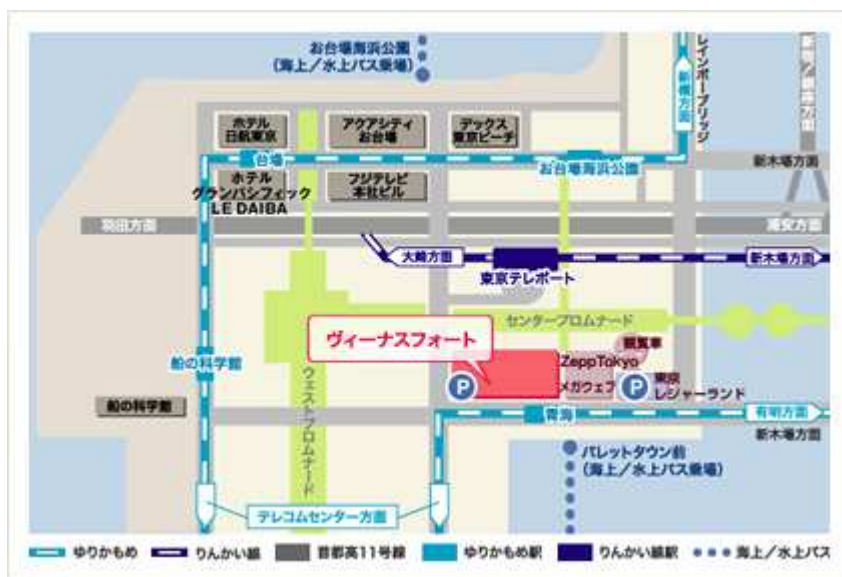 お台場海浜公園
(海上／水上バス乗場)
レインボーブリッジ
新橋方面
ホテル
日航東京
アクアシティ
お台場
デックス
東京ビーチ
台場
お台場海浜公園
新木場方面
ホテル
グランパシフィック
LE DAIBA
フジテレビ
本社ビル
羽田方面
浦安方面
大崎方面
東京テレポート
新木場方面
センタープロムナード
ヴィーナスフォート
観覧車
ZeppTokyo
船の科学館
P
メガウェブ
P
東京
レジャーランド
船の科学館
ウエストプロムナード
青海
有明方面
新木場方面
パレットタウン前
(海上／水上バス乗場)
テレコムセンター方面
ゆりかもめ
りんかい線
首都高11号線
ゆりかもめ駅
りんかい線駅
海上／水上バス